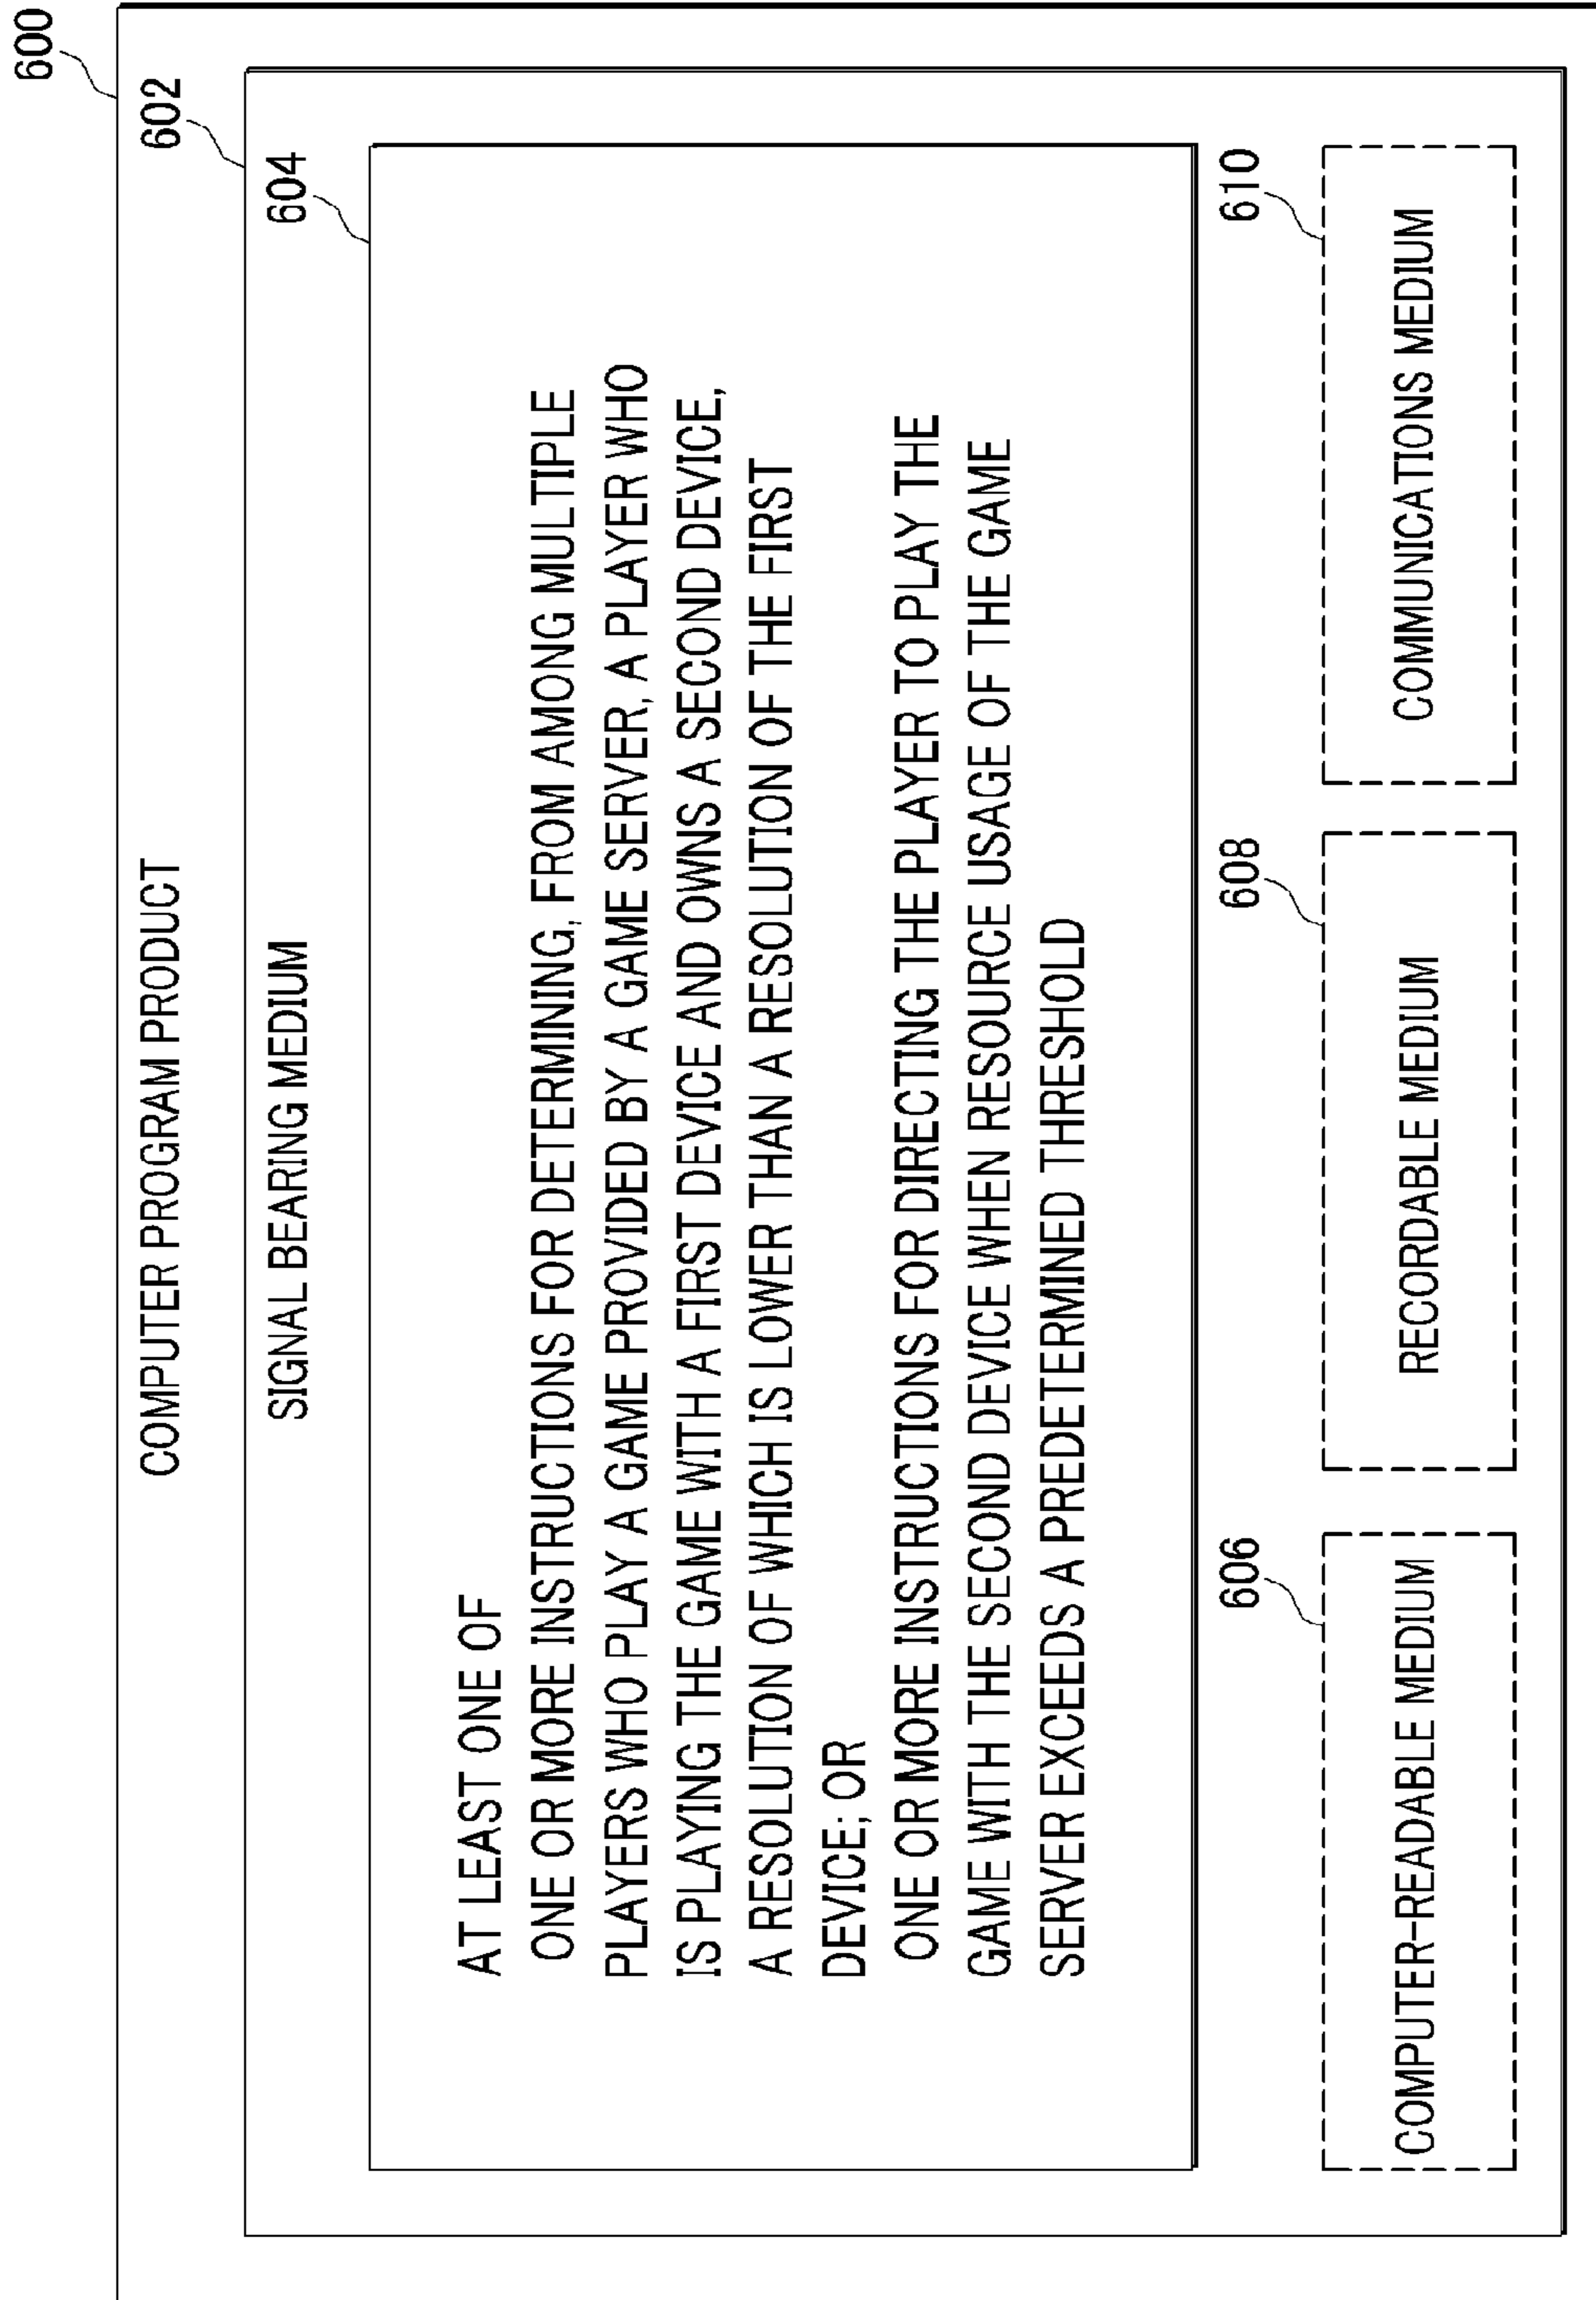 600
COMPUTER PROGRAM PRODUCT
602
SIGNAL BEARING MEDIUM
604
AT LEAST ONE OF
ONE OR MORE INSTRUCTIONS FOR DETERMINING, FROM AMONG MULTIPLE
PLAYERS WHO PLAY A GAME PROVIDED BY A GAME SERVER, A PLAYER WHO
IS PLAYING THE GAME WITH A FIRST DEVICE AND OWNS A SECOND DEVICE,
A RESOLUTION OF WHICH IS LOWER THAN A RESOLUTION OF THE FIRST
DEVICE; OR
ONE OR MORE INSTRUCTIONS FOR DIRECTING THE PLAYER TO PLAY THE
GAME WITH THE SECOND DEVICE WHEN RESOURCE USAGE OF THE GAME
SERVER EXCEEDS A PREDETERMINED THRESHOLD
606
COMPUTER-READABLE MEDIUM
608
RECORDABLE MEDIUM
610
COMMUNICATIONS MEDIUM